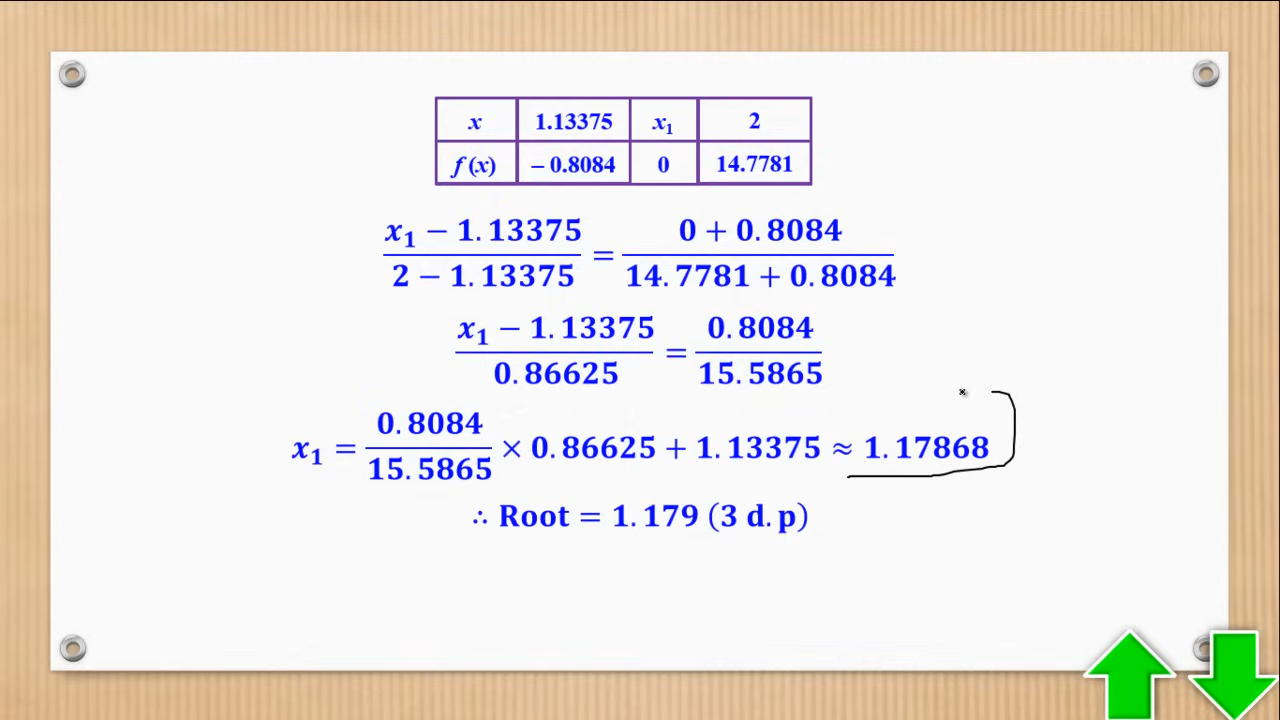 x 1.13375 x₁ 2
f(x) – 0.8084 0 14.7781
x₁ − 1.13375 / 2 − 1.13375 = 0 + 0.8084 / 14.7781 + 0.8084
x₁ − 1.13375 / 0.86625 = 0.8084 / 15.5865
x₁ = 0.8084 / 15.5865 × 0.86625 + 1.13375 ≈ 1.17868
∴ Root = 1.179 (3 d.p)